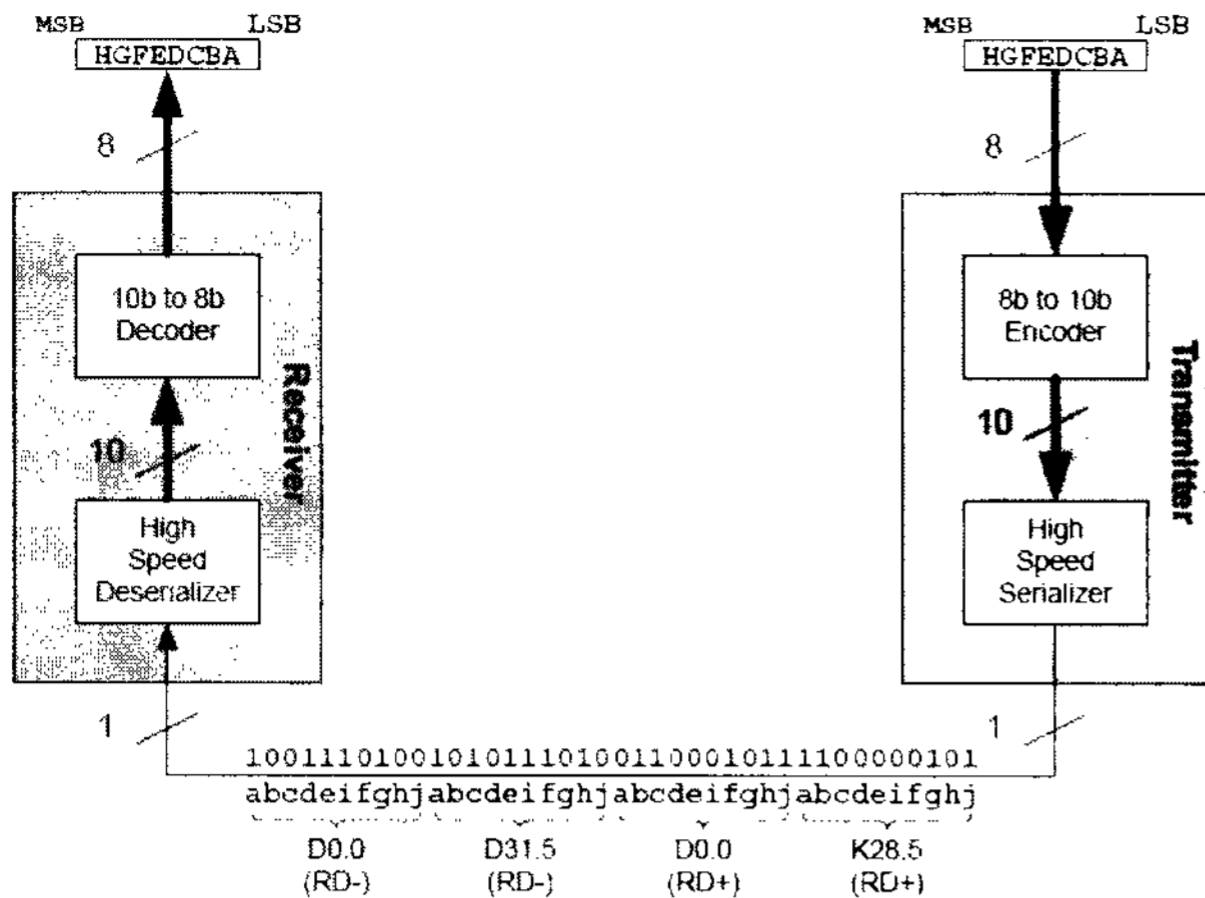 MSB LSB
HGFEDCBA
8
10b to 8b
Decoder
10
High
Speed
Deserializer
Receiver
1
MSB LSB
HGFEDCBA
8
8b to 10b
Encoder
10
High
Speed
Serializer
Transmitter
1
1001110100101011101001100010111100000101
abcdeifghjabcdeifghjabcdeifghjabcdeifghj
D0.0 D31.5 D0.0 K28.5
(RD-) (RD-) (RD+) (RD+)